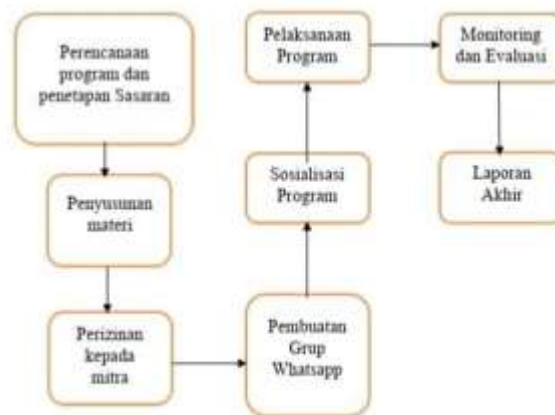 Perencanaan
program dan
penetapan Sasaran
Penyusunan
materi
Perizinan
kepada
mitra
Pembuatan
Grup
Whatsapp
Sosialisasi
Program
Pelaksanaan
Program
Monitoring
dan Evaluasi
Laporan
Akhir